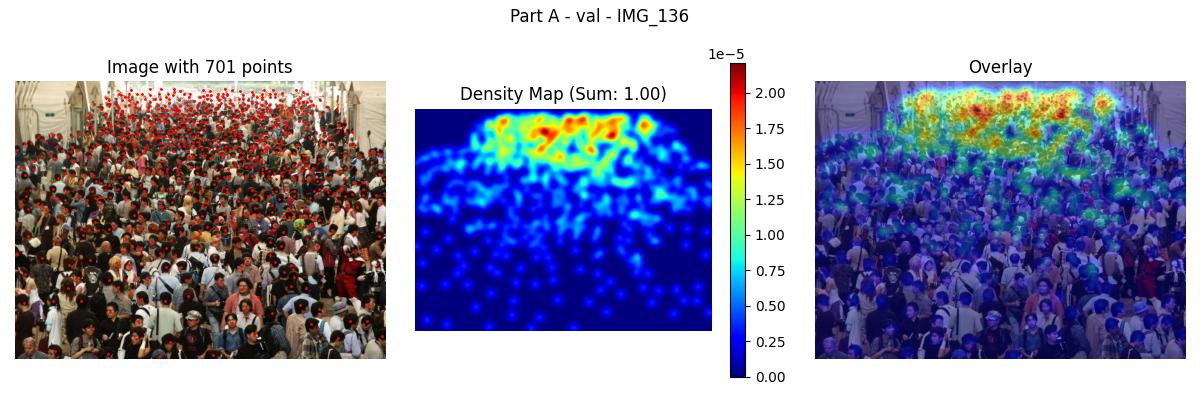 Part A - val - IMG_136
Image with 701 points
Density Map (Sum: 1.00)
1e−5
2.00
1.75
1.50
1.25
1.00
0.75
0.50
0.25
0.00
Overlay